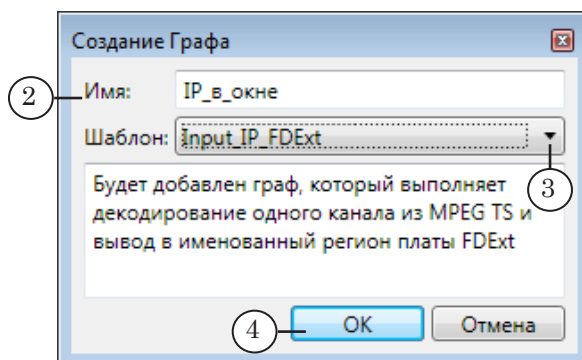 Создание Графа
2 Имя: IP_в_окне
Шаблон: Input_IP_FDExt
3
Будет добавлен граф, который выполняет
декодирование одного канала из MPEG TS и
вывод в именованный регион платы FDExt
4 OK Отмена